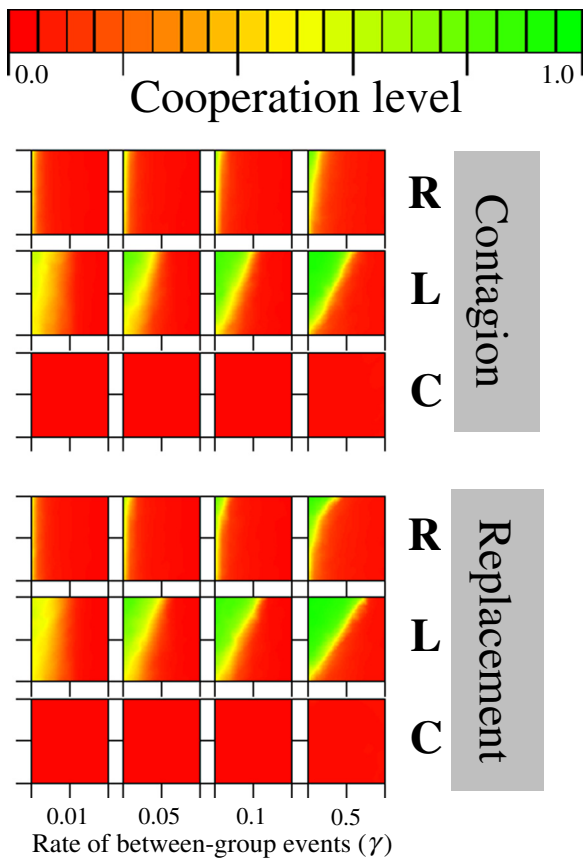 0.0 1.0
Cooperation level
R
L
C
Contagion
R
L
C
Replacement
0.01 0.05 0.1 0.5
Rate of between-group events (γ)